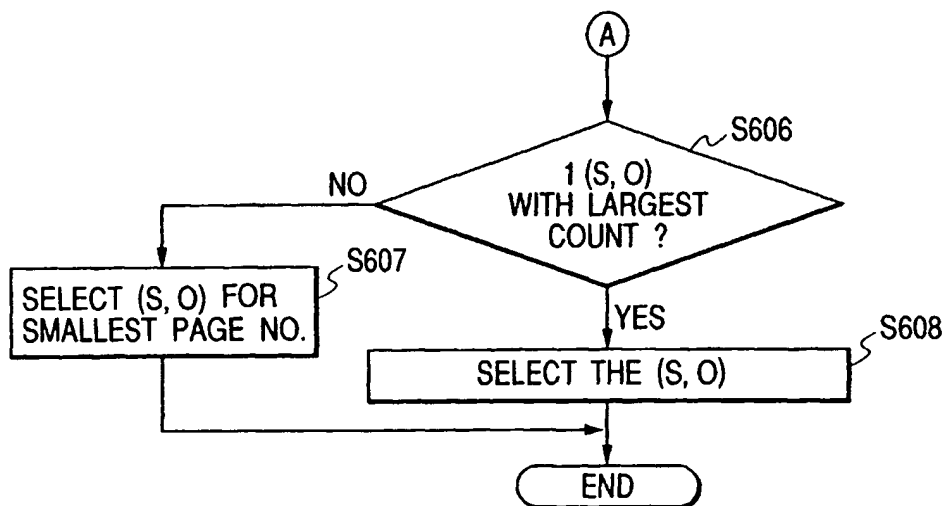 A
S606
1 (S, O)
WITH LARGEST
COUNT ?
NO
S607
SELECT (S, O) FOR
SMALLEST PAGE NO.
YES
S608
SELECT THE (S, O)
END